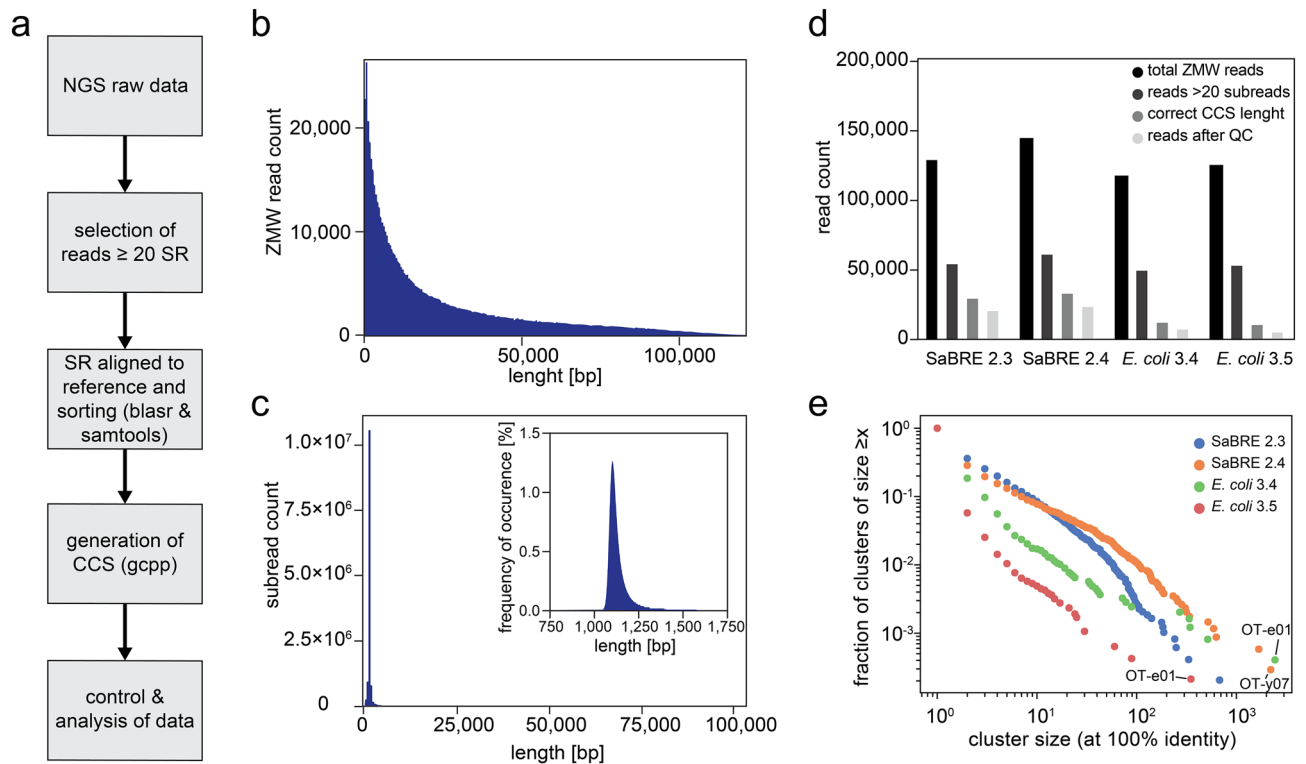 a
NGS raw data
selection of
reads ≥ 20 SR
SR aligned to
reference and
sorting (blasr &
samtools)
generation of
CCS (gcpp)
control &
analysis of data
b
ZMW read count
20,000
10,000
0
0
50,000
100,000
lenght [bp]
c
subread count
1.0×10⁷
7.5×10⁶
5.0×10⁶
2.5×10⁶
0
0
25,000
50,000
75,000
100,000
length [bp]
frequency of occurence [%]
1.5
1.0
0.5
0.0
750
1,000
1,250
1,500
1,750
length [bp]
d
read count
200,000
150,000
100,000
50,000
0
total ZMW reads
reads >20 subreads
correct CCS lenght
reads after QC
SaBRE 2.3
SaBRE 2.4
E. coli 3.4
E. coli 3.5
e
fraction of clusters of size ≥x
10⁰
10⁻¹
10⁻²
10⁻³
SaBRE 2.3
SaBRE 2.4
E. coli 3.4
E. coli 3.5
OT-e01
OT-e01
OT-y07
10⁰
10¹
10²
10³
cluster size (at 100% identity)